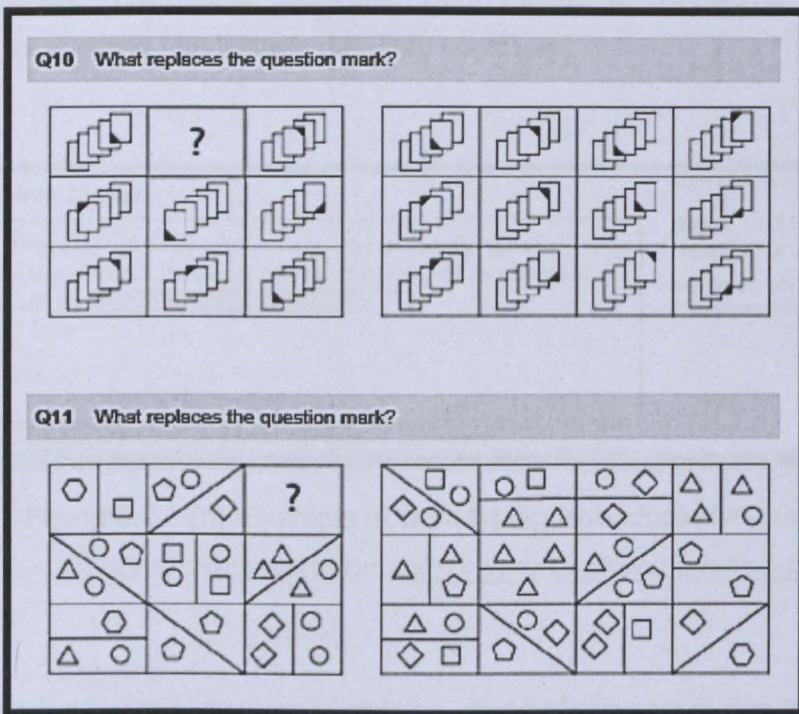 Q10 What replaces the question mark?
?
Q11 What replaces the question mark?
?